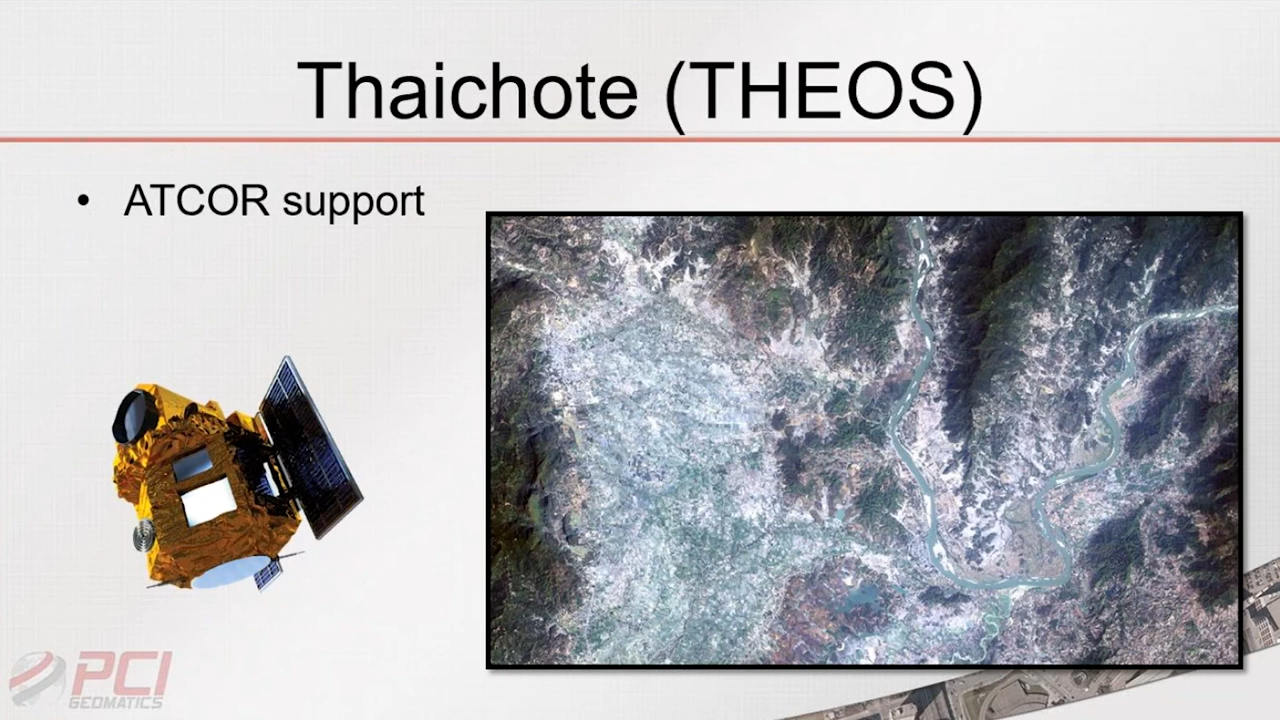 Thaichote (THEOS)
• ATCOR support
PCI
GEOMATICS